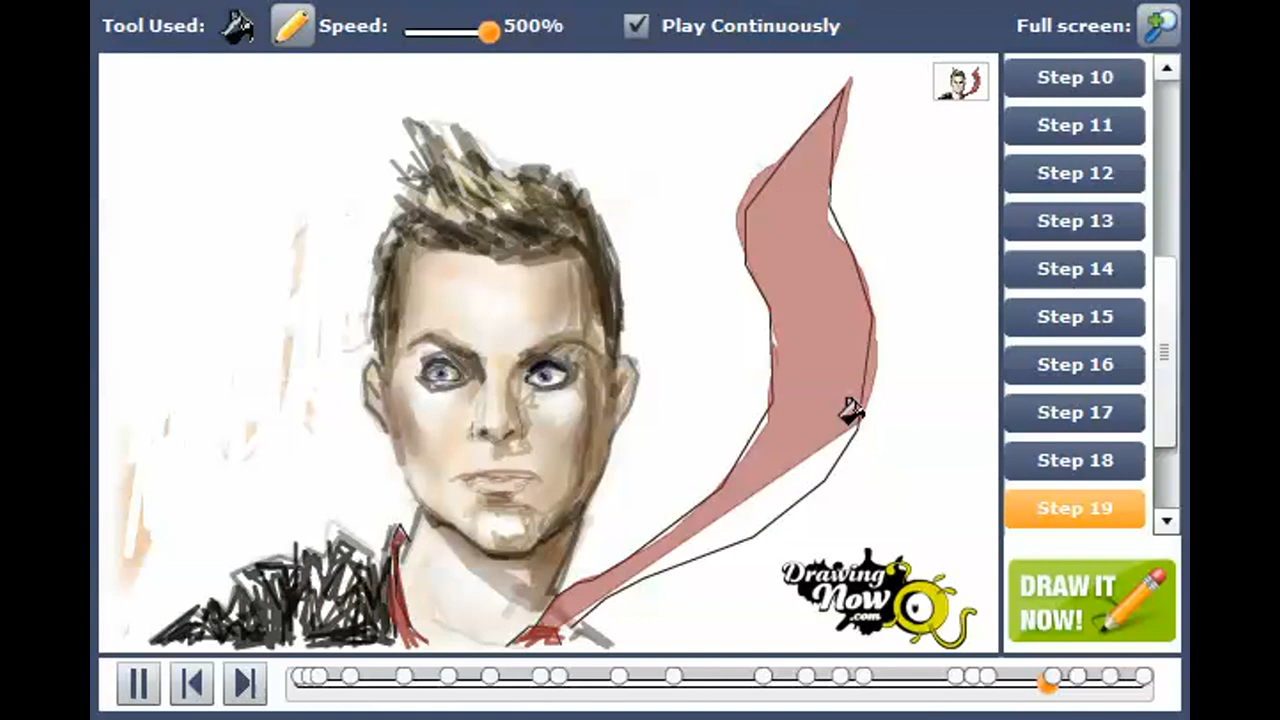 Tool Used:
Speed:
500%
Play Continuously
Full screen:
Step 10
Step 11
Step 12
Step 13
Step 14
Step 15
Step 16
Step 17
Step 18
Step 19
Drawing
Now
.com
DRAW IT
NOW!